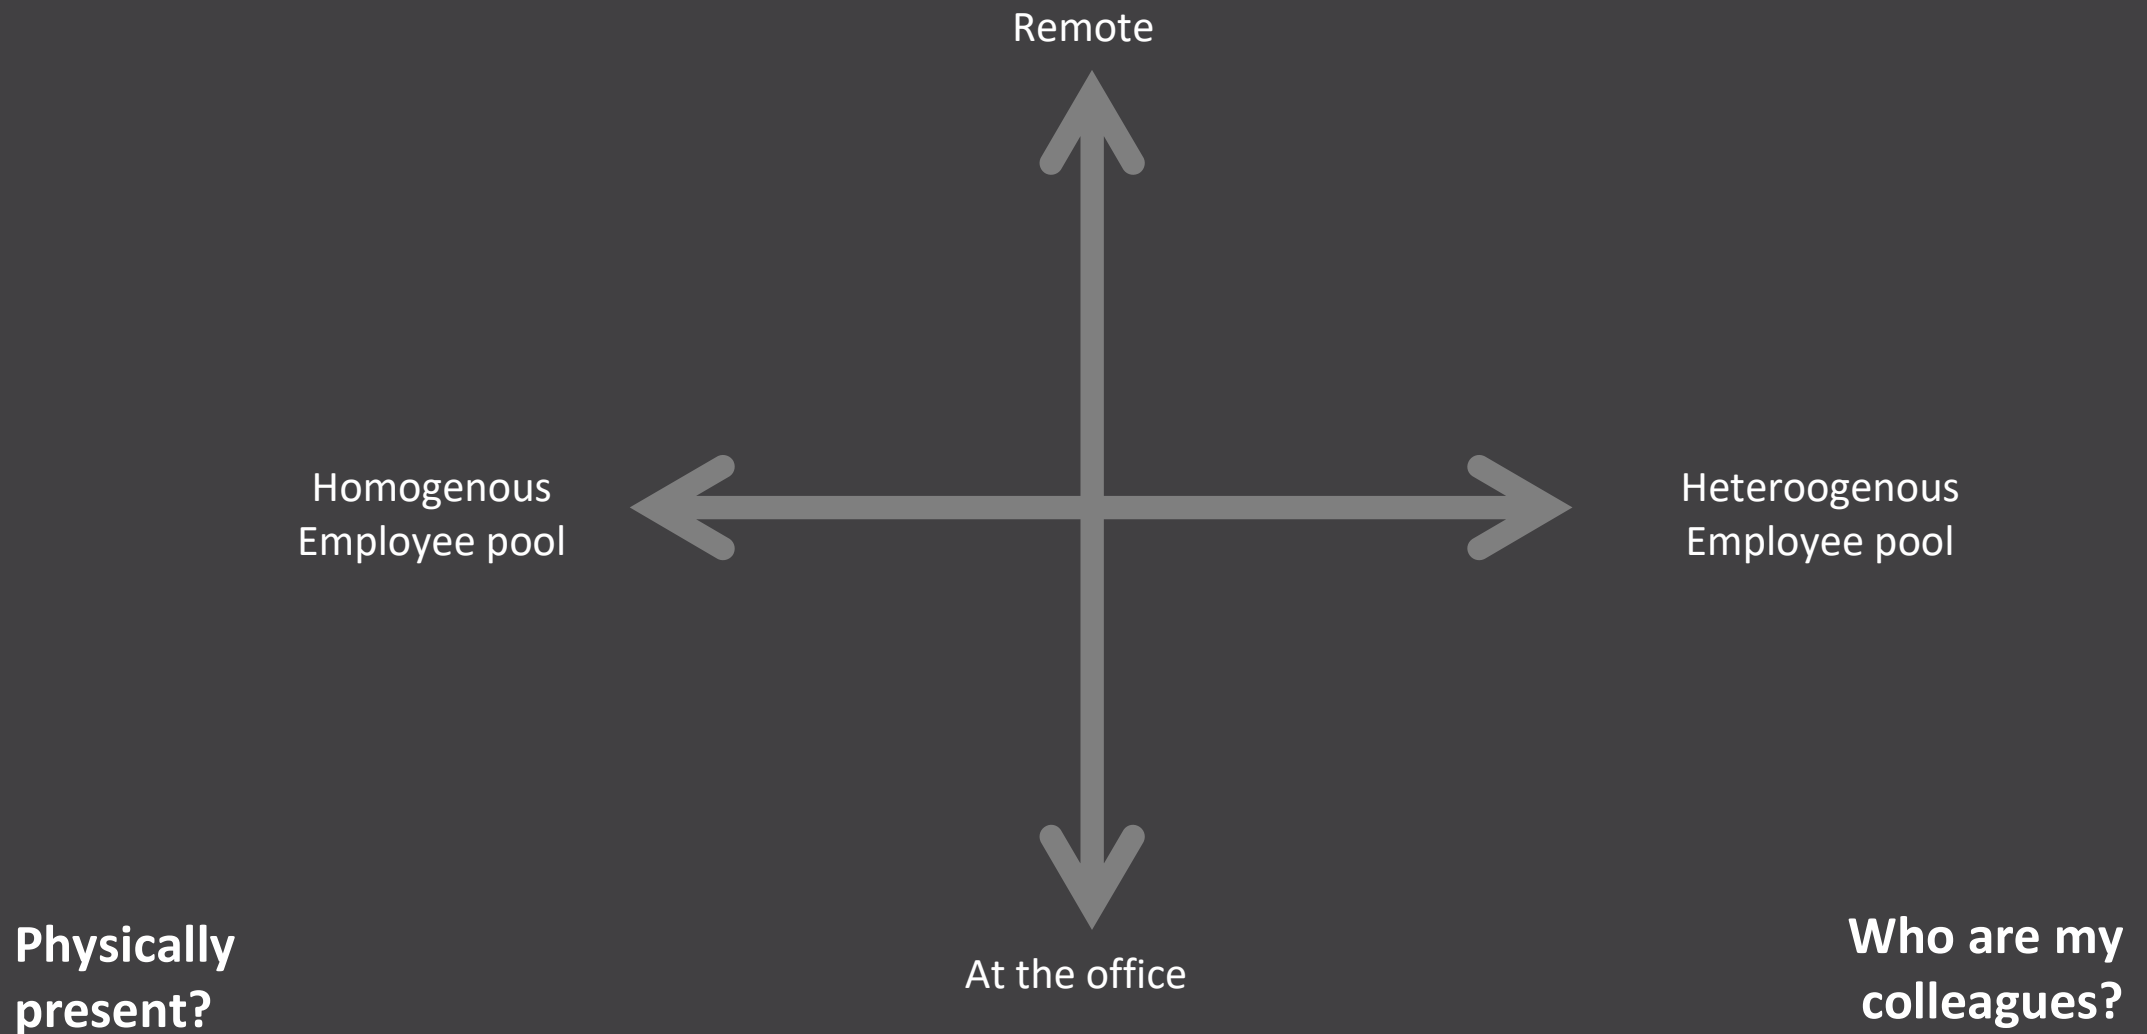 Remote
Homogenous
Employee pool
Heteroogenous
Employee pool
At the office
Physically
present?
Who are my
colleagues?